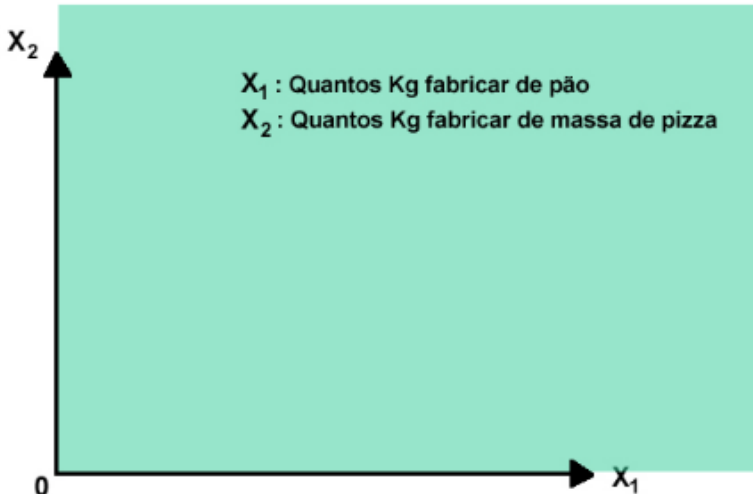 X₂
X₁ : Quantos Kg fabricar de pão
X₂ : Quantos Kg fabricar de massa de pizza
0
X₁